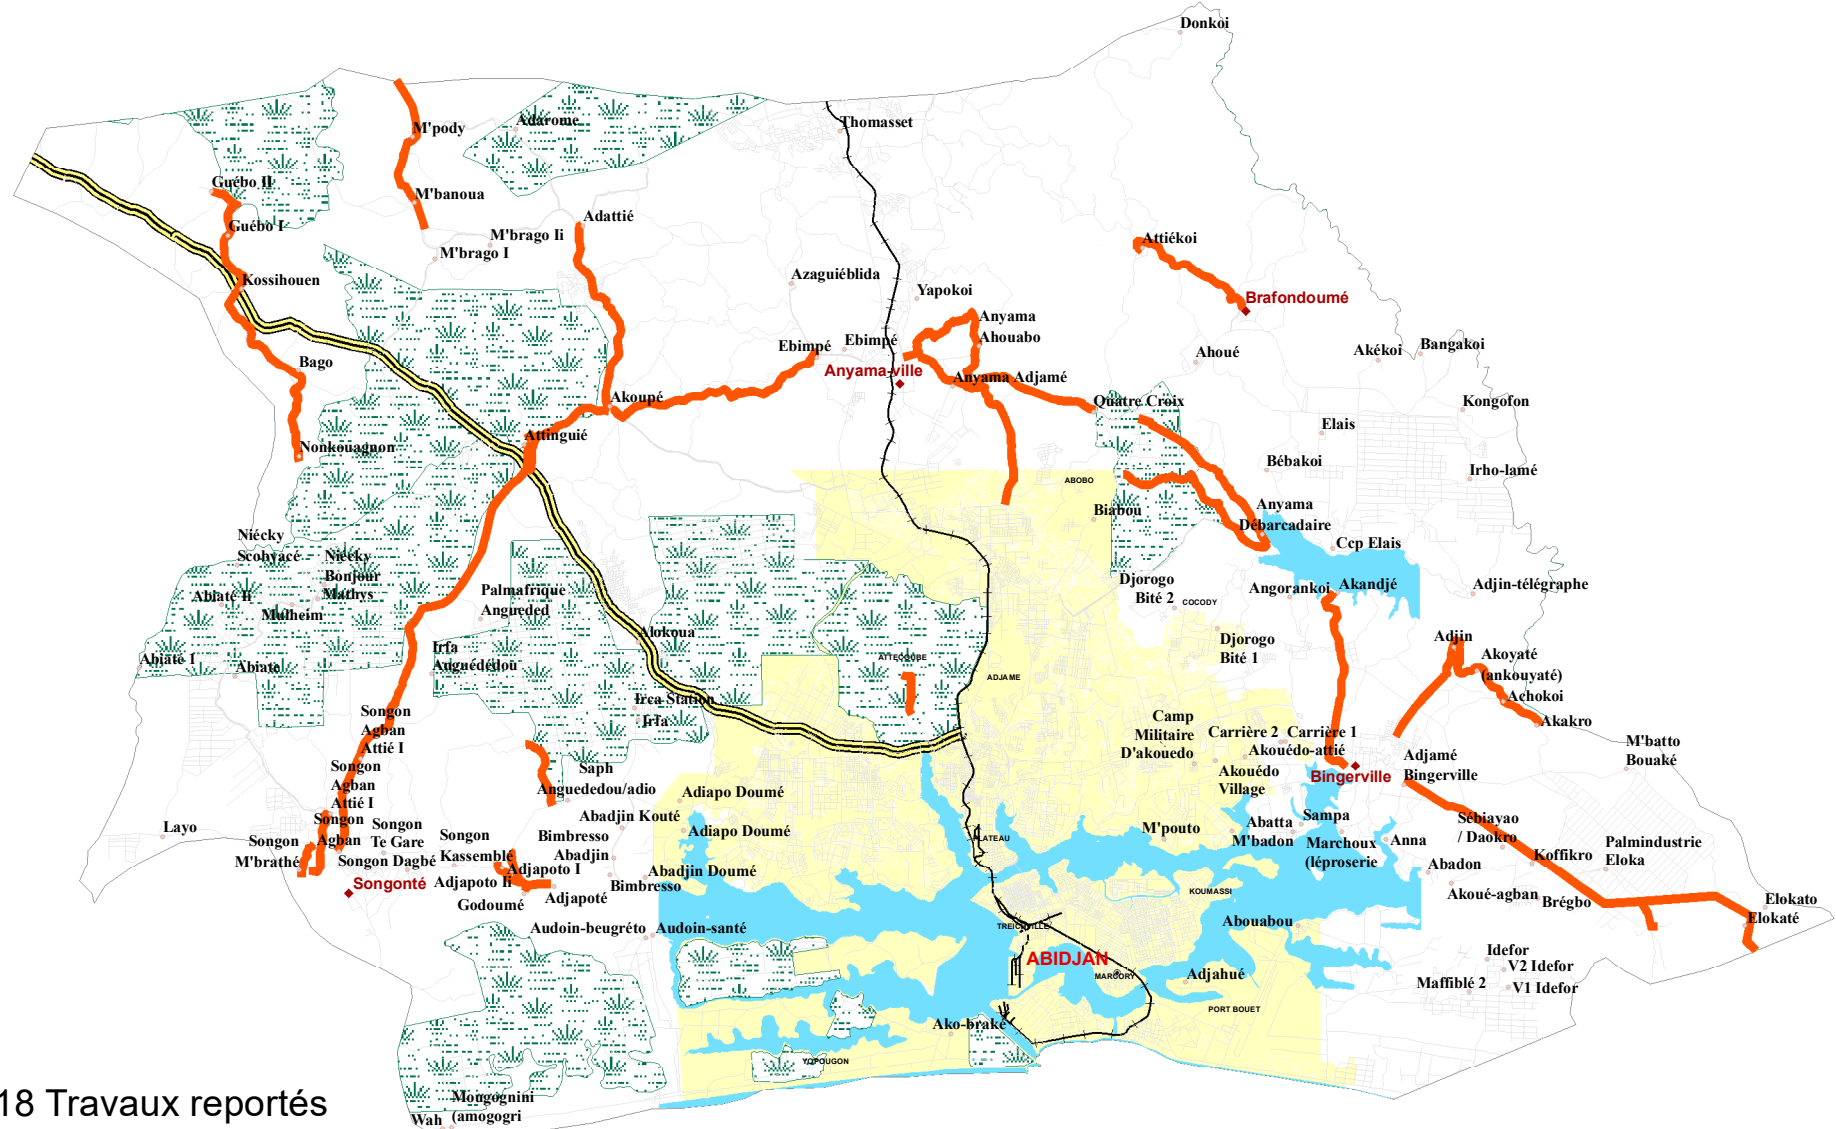 Donkoi
Thomasset
M'pody
Adarome
Guébo II
M'banoua
Guébo I
Adattié
M'brago Ii
M'brago I
Attiékoi
Kossihouen
Azaguiéblida
Yapokoi
Brafondoumé
Anyama
Ahouabo
Ebimpé
Ebimpé
Ahoué
Akékoi
Bangakoi
Bago
Anyama-ville
Anyama Adjamé
Akoupé
Quatre Croix
Kongofon
Elais
Attinguié
Nonkouagnon
Bébakoi
Irho-lamé
ABOBO
Biabou
Anyama
Débarcadaire
Niécky
Scobyacé
Niécky
Bonjour
Mathys
Ccp Elais
Abiaté Ii
Mulheim
Palmafrique
Angueded
Djorogo
Bité 2
COCODY
Angorankoi
Akandjé
Adjin-télégraphe
Alokoua
Djorogo
Bité 1
Adjin
Abiaté I
Abiate
Irfa
Anguédédou
ATTECOUBE
ADJAME
Akoyaté
(ankouyaté)
Achokoi
Irca Station
Irfa
Songon
Agban
Attié I
Camp
Militaire
D'akouedo
Carrière 2
Carrière 1
Akouédo-attié
Akakro
M'batto
Bouaké
Songon
Agban
Attié I
Saph
Anguededou/adio
Akouédo
Village
Bingerville
Adjamé
Bingerville
Adiapo Doumé
Layo
Songon
Agban
Songon
M'brathé
Songon
Te Gare
Songon Dagbé
Songon
Kassemblé
Abadjin Kouté
Bimbresso
Abadjin
Adiapo Doumé
PLATEAU
M'pouto
Abatta
M'badon
Sampa
Marchoux
(léproserie
Anna
Sébiayao
/ Daokro
Koffikro
Palmindustrie
Eloka
Songonté
Adjapoto I
Adjapoto Ii
Godoumé
Adjapoté
Bimbresso
Abadjin Doumé
Abadon
Akoué-agban
Brégbo
KOUMASSI
Elokato
Elokaté
Audoin-beugréto
Audoin-santé
TREICHVILLE
Abouabou
ABIDJAN
MARCORY
Adjahué
Idefor
V2 Idefor
V1 Idefor
Maffiblé 2
PORT BOUET
Ako-braké
YOPOUGON
18 Travaux reportés
Mougognini
(amogogri
Wah